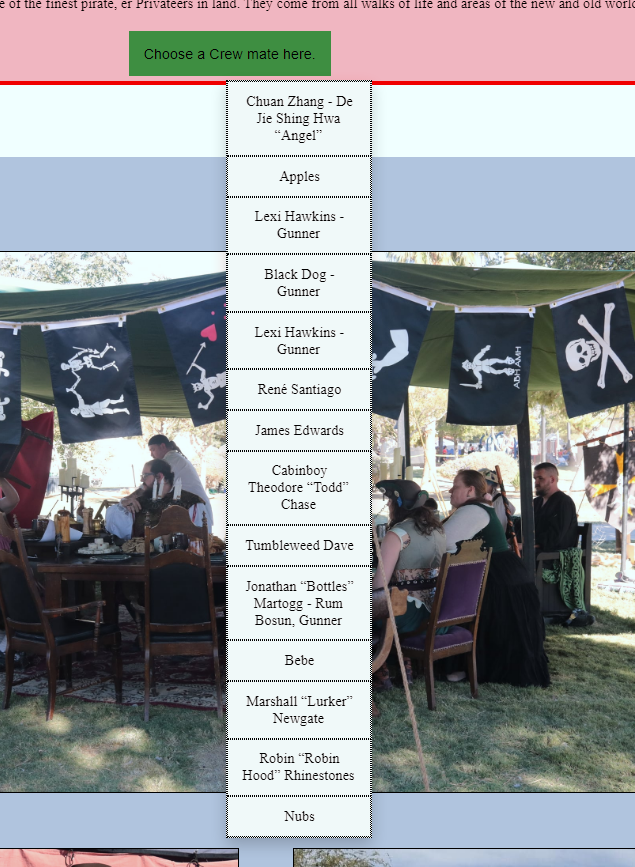 e of the finest pirate, er Privateers in land. They come from all walks of life and areas of the new and old world
Choose a Crew mate here.
Chuan Zhang - De
Jie Shing Hwa
“Angel”
Apples
Lexi Hawkins -
Gunner
Black Dog -
Gunner
Lexi Hawkins -
Gunner
René Santiago
James Edwards
Cabinboy
Theodore “Todd”
Chase
Tumbleweed Dave
Jonathan “Bottles”
Martogg - Rum
Bosun, Gunner
Bebe
Marshall “Lurker”
Newgate
Robin “Robin
Hood” Rhinestones
Nubs
ABH AMH